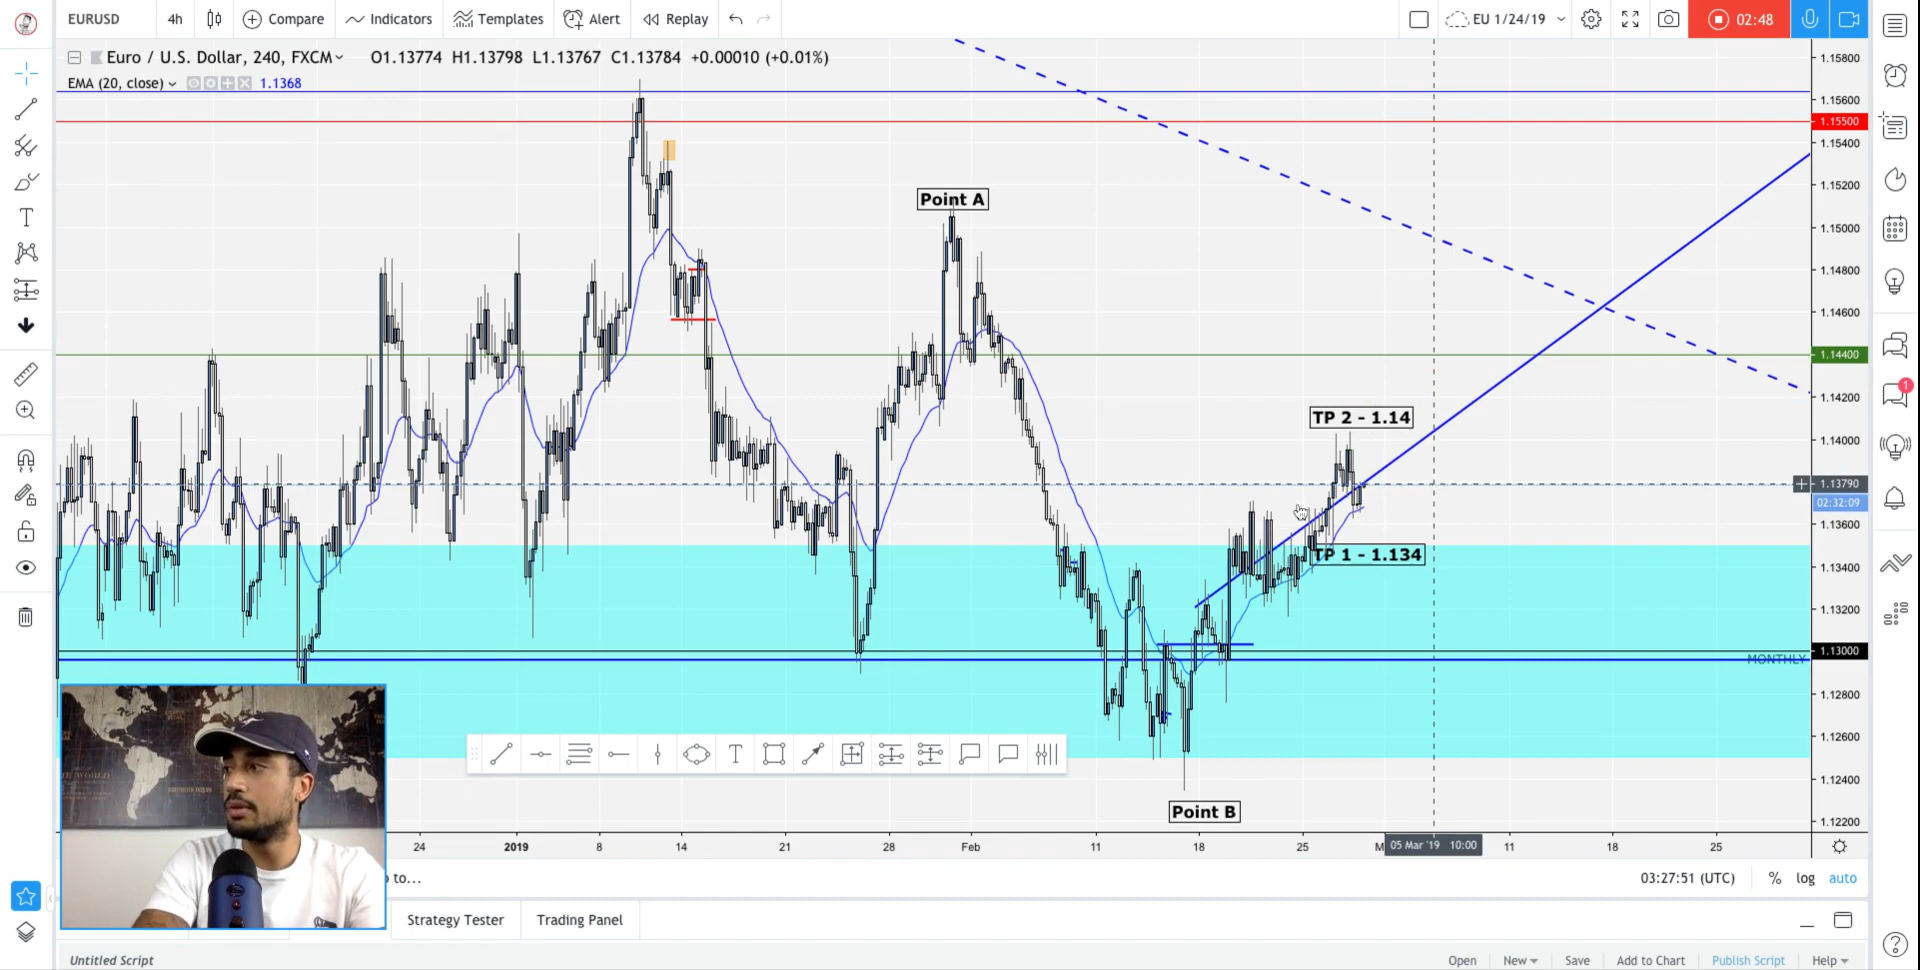 EURUSD 4h Compare Indicators Templates Alert Replay EU 1/24/19 02:48
Euro / U.S. Dollar, 240, FXCM O1.13774 H1.13798 L1.13767 C1.13784 +0.00010 (+0.01%)
EMA (20, close) 1.1368
1.15800
1.15600
1.15500
1.15400
1.15200
Point A
1.15000
1.14800
1.14600
1.14400
1.14200
TP 2 - 1.14
1.14000
1.13790
02:32:09
1.13600
TP 1 - 1.134
1.13400
1.13200
1.13000
MONTHLY
1.12800
1.12600
1.12400
Point B
1.12200
24 2019 8 14 21 28 Feb 11 18 25 M 05 Mar '19 10:00 11 18 25
to... 03:27:51 (UTC) % log auto
Strategy Tester Trading Panel
Untitled Script Open New Save Add to Chart Publish Script Help
1